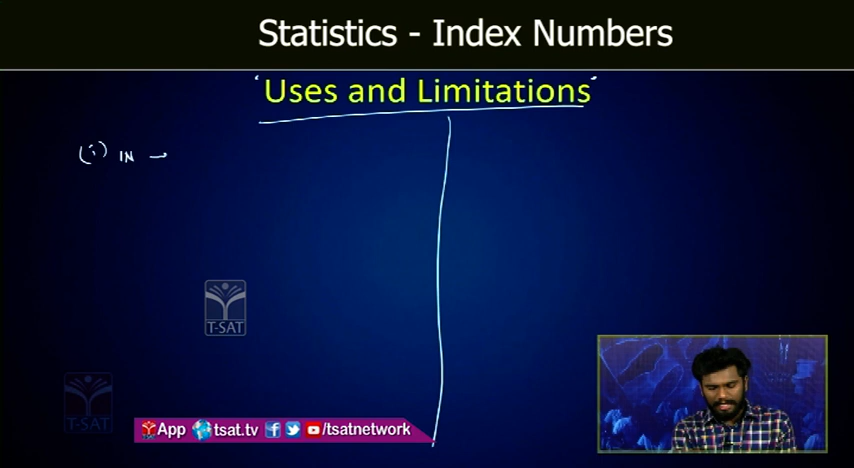 Statistics - Index Numbers
'Uses and Limitations'
(i) IN →
T-SAT
T-SAT
App tsat.tv /tsatnetwork